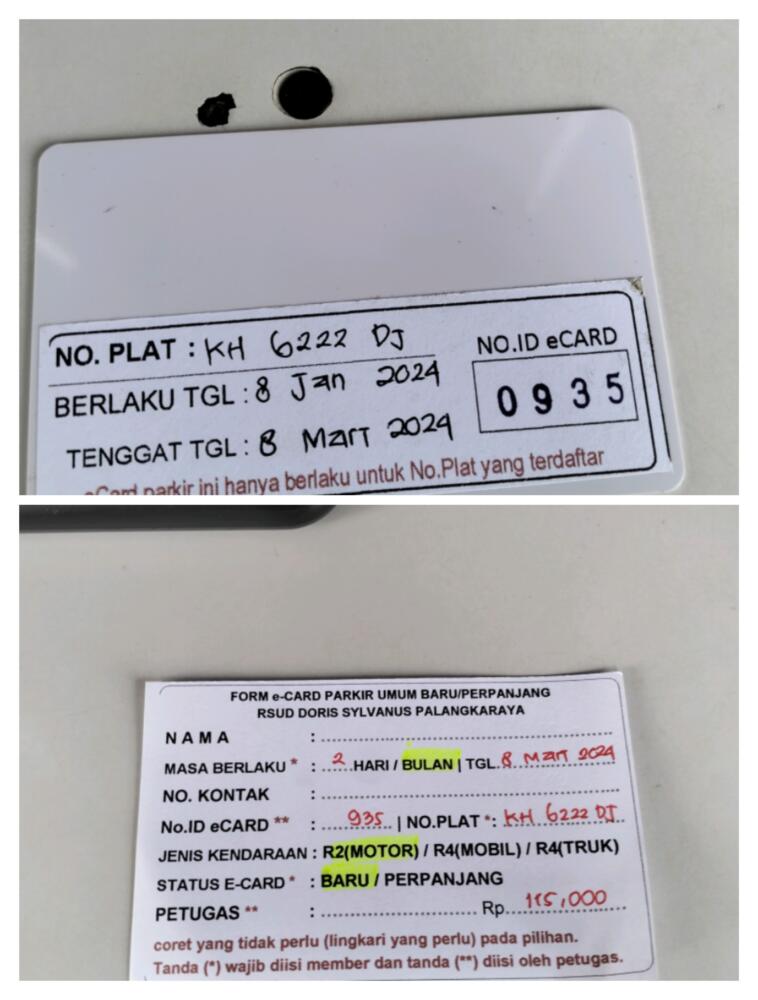 NO. PLAT : KH 6222 DJ
NO.ID eCARD
BERLAKU TGL : 8 Jan 2024
0935
TENGGAT TGL : 8 Mart 2024
eCard parkir ini hanya berlaku untuk No.Plat yang terdaftar
FORM e-CARD PARKIR UMUM BARU/PERPANJANG
RSUD DORIS SYLVANUS PALANGKARAYA
NAMA :
MASA BERLAKU * : 2 HARI / BULAN | TGL. 8 Mart 2024
NO. KONTAK :
No.ID eCARD ** : 935 | NO.PLAT *: KH 6222 DJ
JENIS KENDARAAN : R2(MOTOR) / R4(MOBIL) / R4(TRUK)
STATUS E-CARD * : BARU / PERPANJANG
PETUGAS ** : Rp. 115,000
coret yang tidak perlu (lingkari yang perlu) pada pilihan.
Tanda (*) wajib diisi member dan tanda (**) diisi oleh petugas.